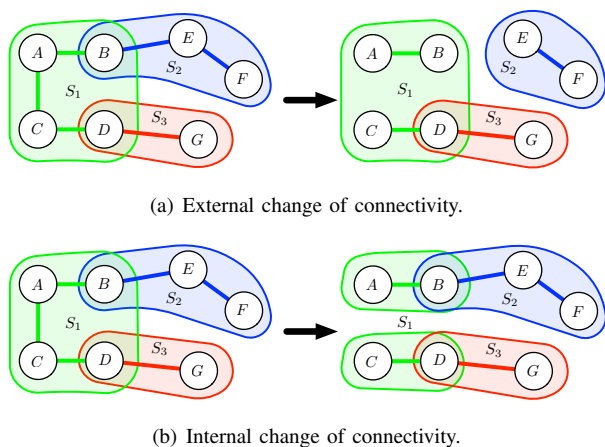 A B E F S₂ S₁ C D S₃ G
A B E F S₂ S₁ C D S₃ G
(a) External change of connectivity.
A B E F S₂ S₁ C D S₃ G
A B E F S₂ S₁ C D S₃ G
(b) Internal change of connectivity.